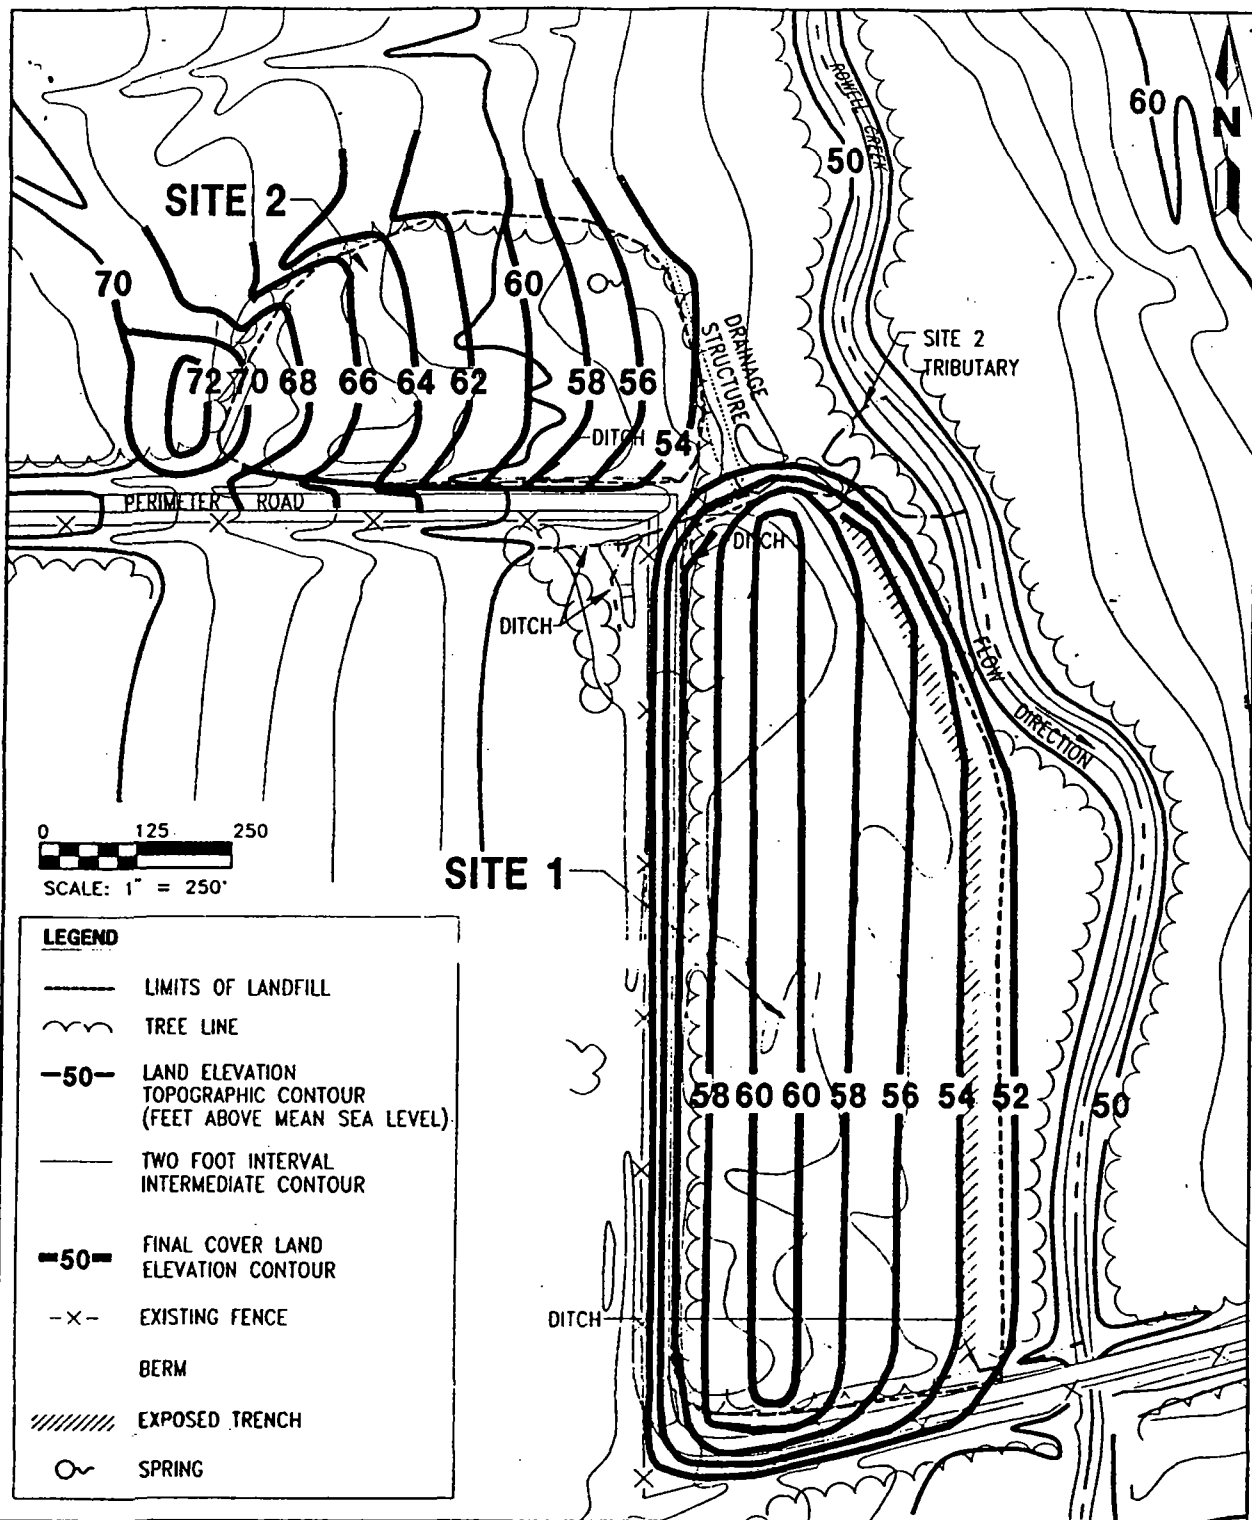 ROWELL CREEK
60
N
50
SITE 2
70
60
DRAINAGE
STRUCTURE
SITE 2
TRIBUTARY
72 70 68 66 64 62 58 56
DITCH
54
PERIMETER ROAD
DITCH
DITCH
FLOW
DIRECTION
0 125 250
SCALE: 1" = 250'
SITE 1
LEGEND
LIMITS OF LANDFILL
TREE LINE
-50- LAND ELEVATION
TOPOGRAPHIC CONTOUR
(FEET ABOVE MEAN SEA LEVEL)
TWO FOOT INTERVAL
INTERMEDIATE CONTOUR
-50- FINAL COVER LAND
ELEVATION CONTOUR
-X- EXISTING FENCE
BERM
EXPOSED TRENCH
SPRING
58 60 60 58 56 54 52 50
DITCH